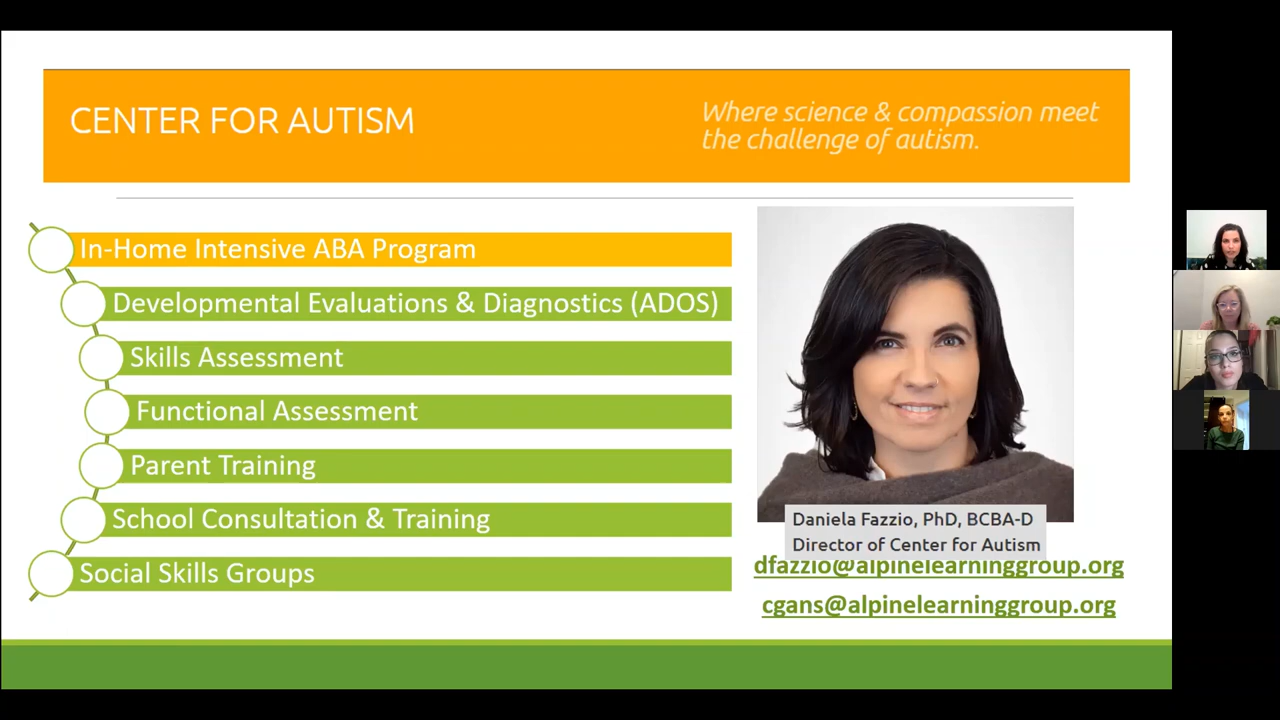 CENTER FOR AUTISM
Where science & compassion meet
the challenge of autism.
In-Home Intensive ABA Program
Developmental Evaluations & Diagnostics (ADOS)
Skills Assessment
Functional Assessment
Parent Training
School Consultation & Training
Social Skills Groups
Daniela Fazzio, PhD, BCBA-D
Director of Center for Autism
dfazzio@alpinelearninggroup.org
cgans@alpinelearninggroup.org